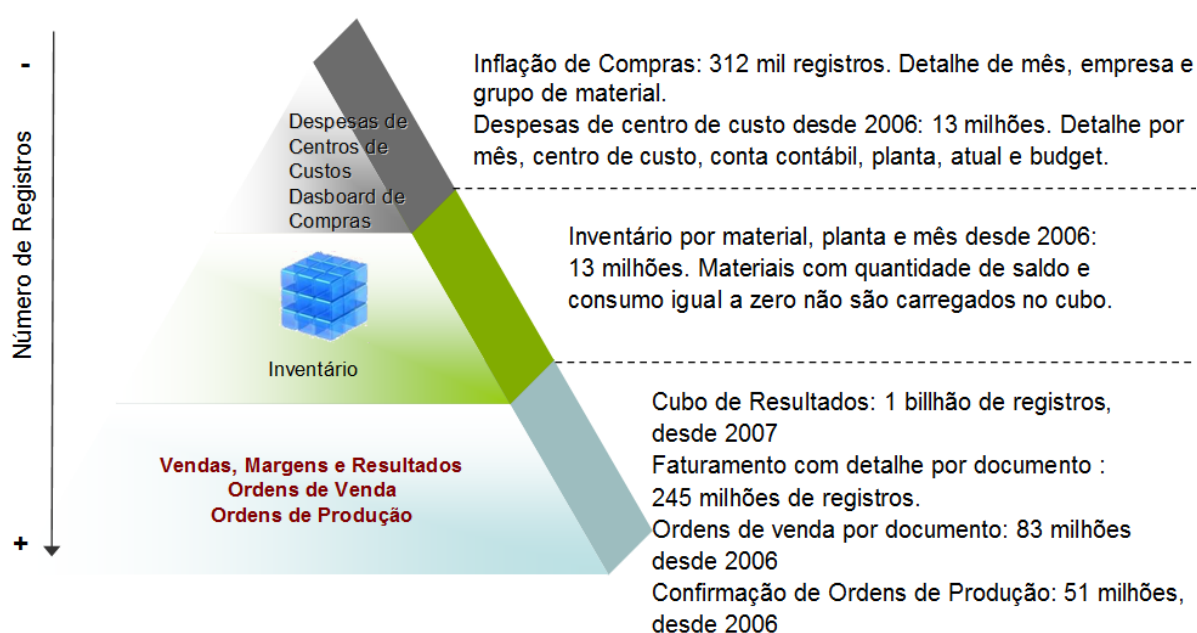 -
Número de Registros
+
Despesas de
Centros de
Custos
Dasboard de
Compras
Inflação de Compras: 312 mil registros. Detalhe de mês, empresa e
grupo de material.
Despesas de centro de custo desde 2006: 13 milhões. Detalhe por
mês, centro de custo, conta contábil, planta, atual e budget.
Inventário
Inventário por material, planta e mês desde 2006:
13 milhões. Materiais com quantidade de saldo e
consumo igual a zero não são carregados no cubo.
Vendas, Margens e Resultados
Ordens de Venda
Ordens de Produção
Cubo de Resultados: 1 billhão de registros,
desde 2007
Faturamento com detalhe por documento :
245 milhões de registros.
Ordens de venda por documento: 83 milhões
desde 2006
Confirmação de Ordens de Produção: 51 milhões,
desde 2006